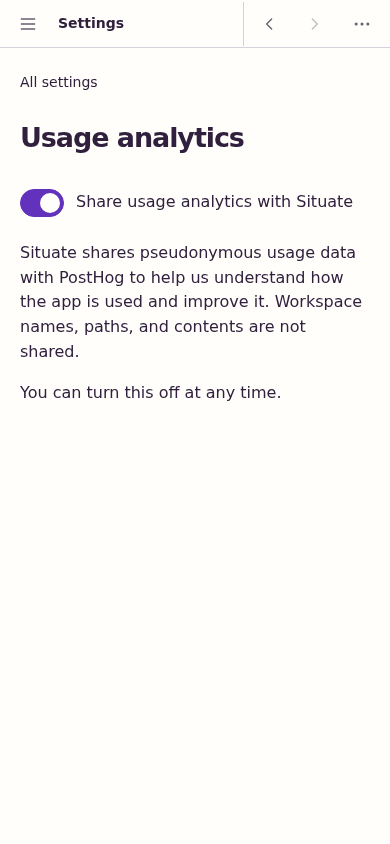 Settings
All settings
Usage analytics
Share usage analytics with Situate
Situate shares pseudonymous usage data
with PostHog to help us understand how
the app is used and improve it. Workspace
names, paths, and contents are not
shared.
You can turn this off at any time.